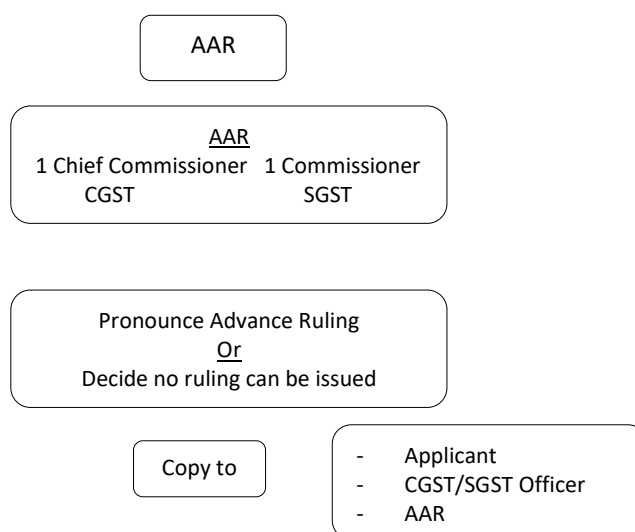 AAR
AAR
1 Chief Commissioner 1 Commissioner
CGST SGST
Pronounce Advance Ruling
Or
Decide no ruling can be issued
Copy to
- Applicant
- CGST/SGST Officer
- AAR